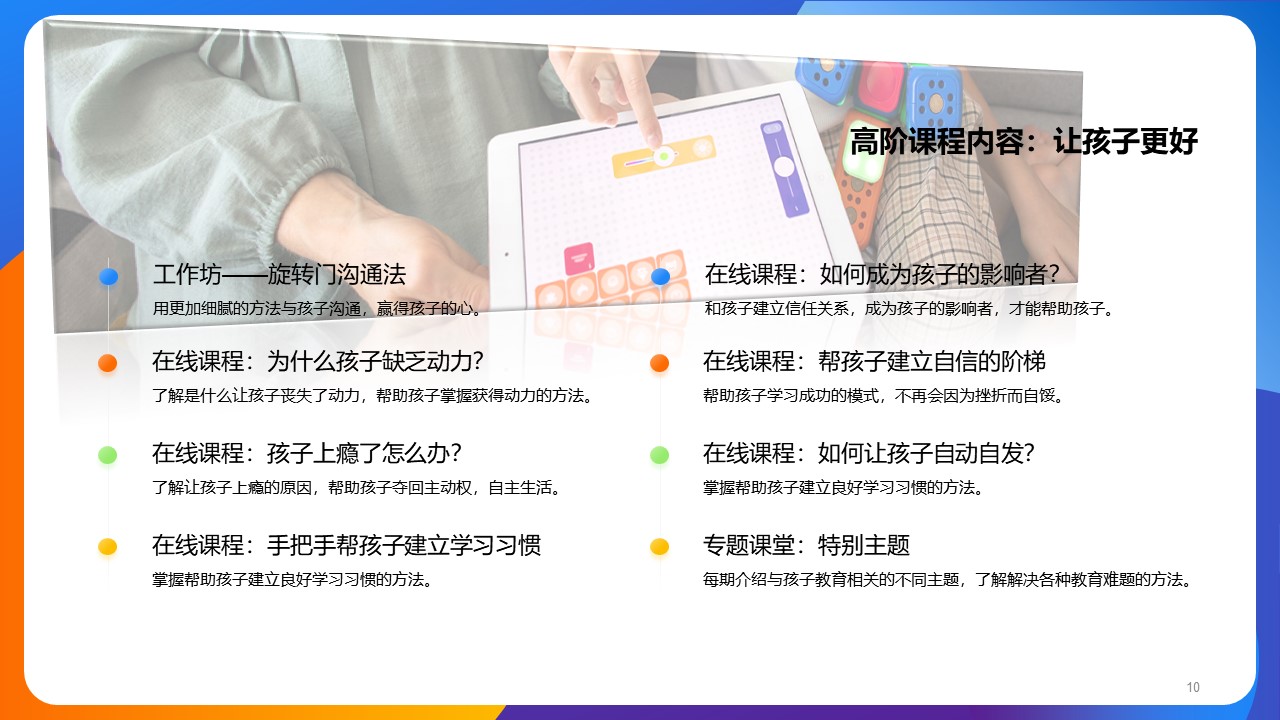 高阶课程内容：让孩子更好
工作坊——旋转门沟通法
用更加细腻的方法与孩子沟通，赢得孩子的心。
在线课程：为什么孩子缺乏动力？
了解是什么让孩子丧失了动力，帮助孩子掌握获得动力的方法。
在线课程：孩子上瘾了怎么办？
了解让孩子上瘾的原因，帮助孩子夺回主动权，自主生活。
在线课程：手把手帮孩子建立学习习惯
掌握帮助孩子建立良好学习习惯的方法。
在线课程：如何成为孩子的影响者？
和孩子建立信任关系，成为孩子的影响者，才能帮助孩子。
在线课程：帮孩子建立自信的阶梯
帮助孩子学习成功的模式，不再会因为挫折而自馁。
在线课程：如何让孩子自动自发？
掌握帮助孩子建立良好学习习惯的方法。
专题课堂：特别主题
每期介绍与孩子教育相关的不同主题，了解解决各种教育难题的方法。
10